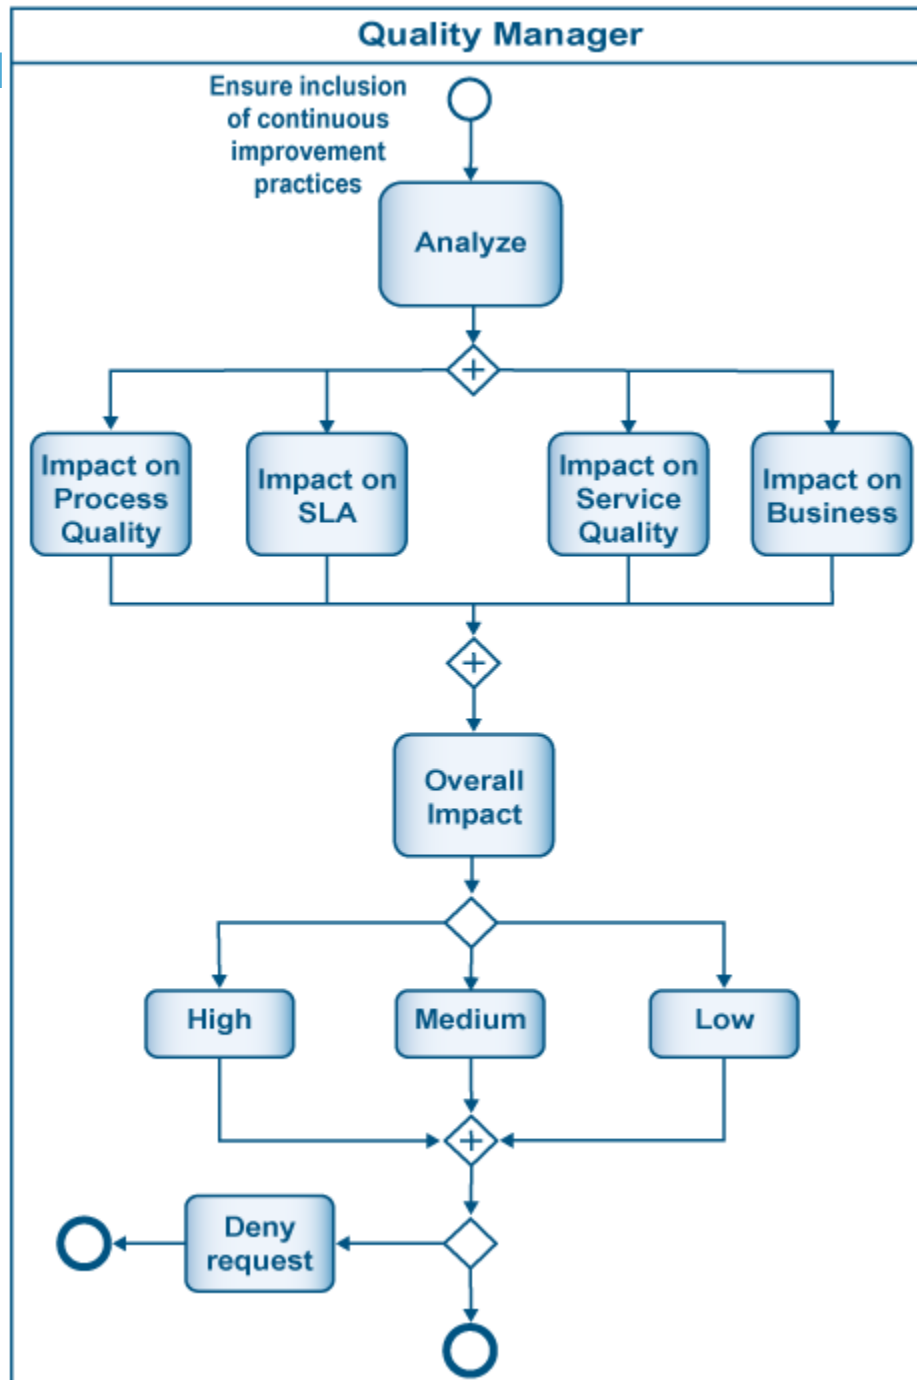 Quality Manager
Ensure inclusion
of continuous
improvement
practices
Analyze
Impact on
Process
Quality
Impact on
SLA
Impact on
Service
Quality
Impact on
Business
Overall
Impact
High
Medium
Low
Deny
request